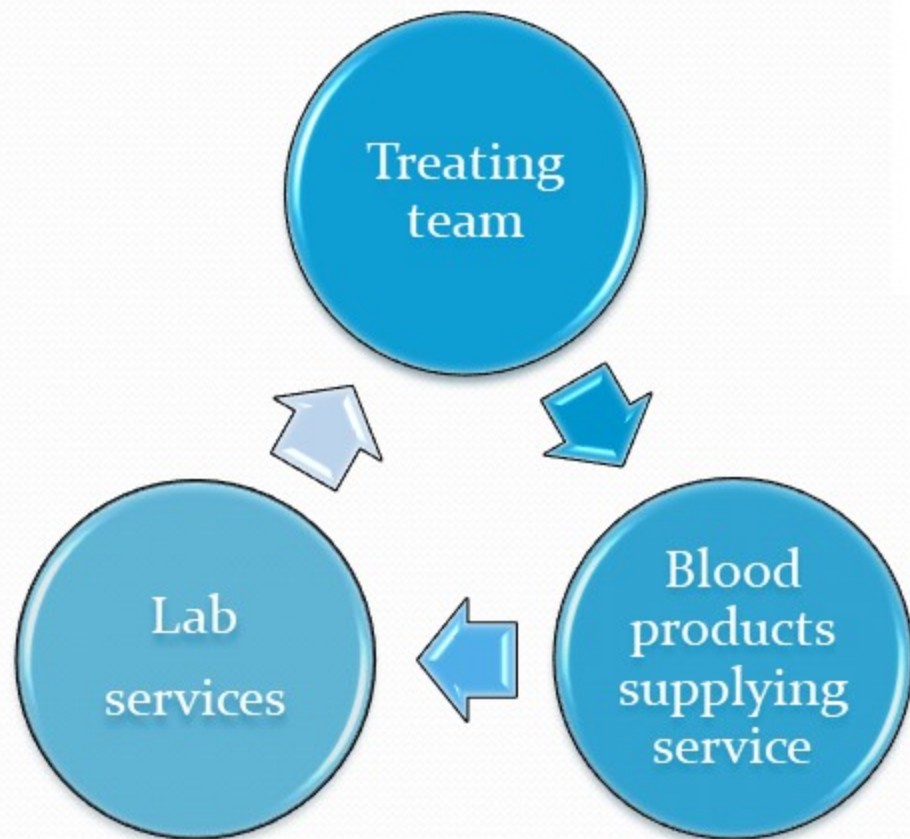 Treating
team
Blood
products
supplying
service
Lab
services